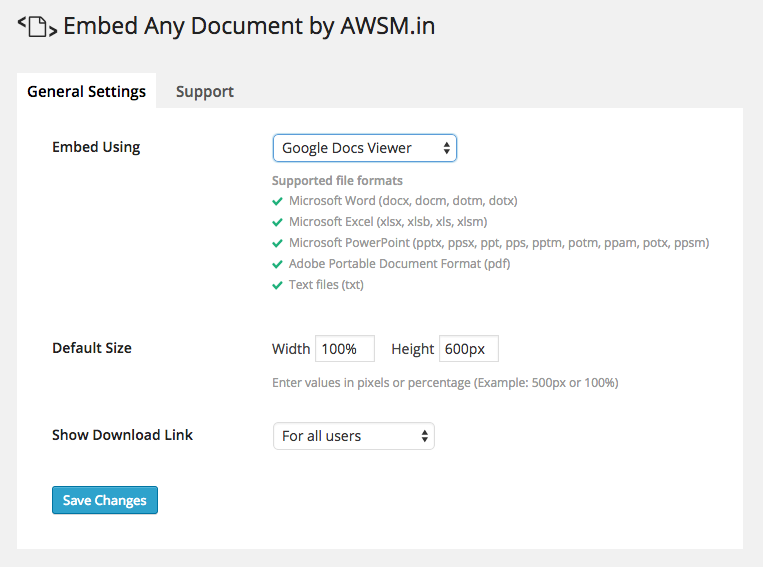 Embed Any Document by AWSM.in
General Settings Support
Embed Using Google Docs Viewer
Supported file formats
Microsoft Word (docx, docm, dotm, dotx)
Microsoft Excel (xlsx, xlsb, xls, xlsm)
Microsoft PowerPoint (pptx, ppsx, ppt, pps, pptm, potm, ppam, potx, ppsm)
Adobe Portable Document Format (pdf)
Text files (txt)
Default Size Width 100% Height 600px
Enter values in pixels or percentage (Example: 500px or 100%)
Show Download Link For all users
Save Changes